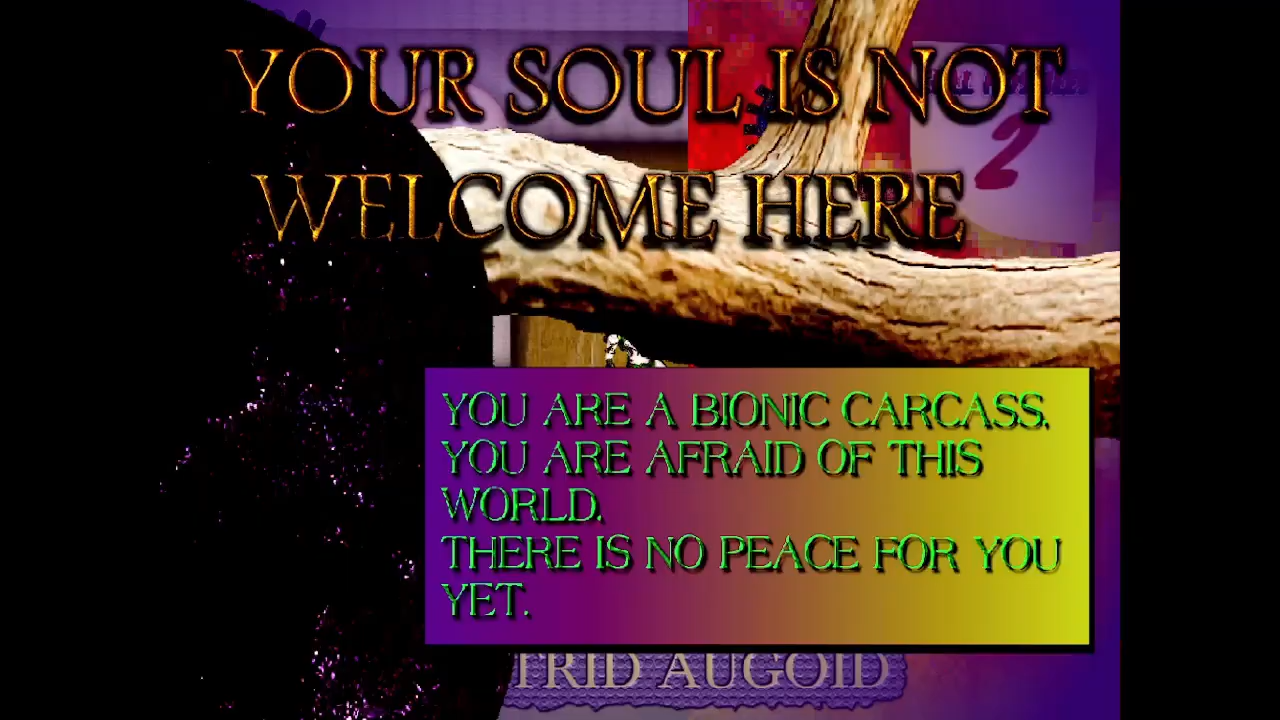 YOUR SOUL IS NOT
WELCOME HERE
2
YOU ARE A BIONIC CARCASS.
YOU ARE AFRAID OF THIS
WORLD.
THERE IS NO PEACE FOR YOU
YET.
TRID AUGOID